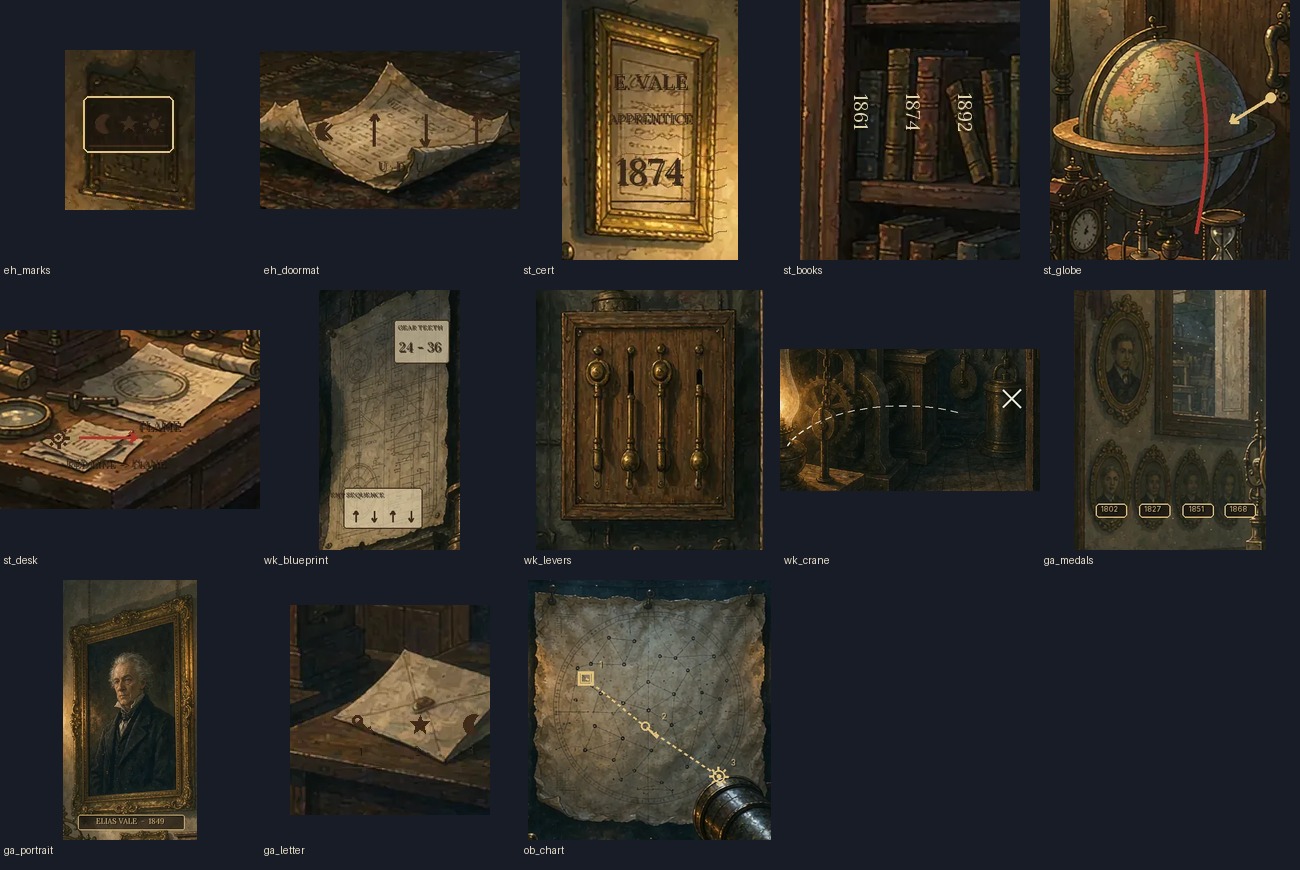 E. VALE
APPRENTICE
1874
1861
1874
1892
eh_marks
eh_doormat
st_cert
st_books
st_globe
FLAME
GEAR TEETH
24 - 36
SEQUENCE
1802
1827
1851
1868
st_desk
wk_blueprint
wk_levers
wk_crane
ga_medals
1
2
3
ELIAS VALE - 1849
ga_portrait
ga_letter
ob_chart